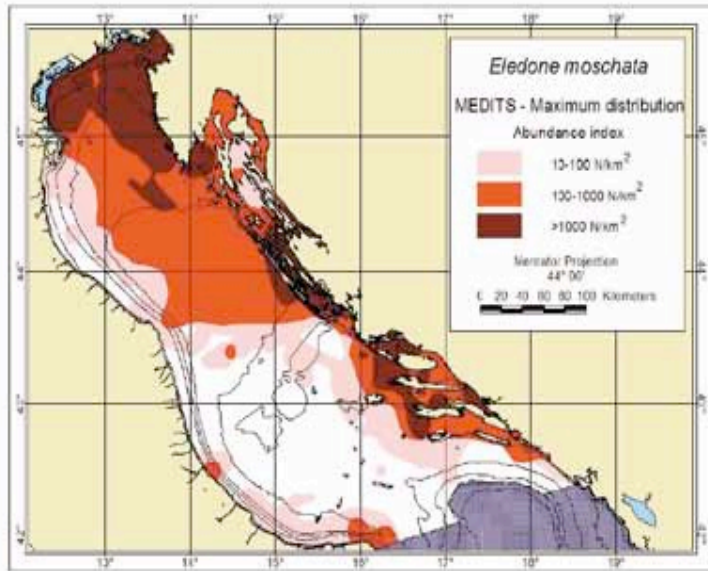 13° 14° 15° 16° 17° 18° 19°
Eledone moschata
MEDITS - Maximum distribution
Abundance index
10-100 N/km²
100-1000 N/km²
>1000 N/km²
Mercator Projection
44° 00'
0 20 40 60 80 100 Kilometers
13° 14° 15° 16° 17° 18° 19°